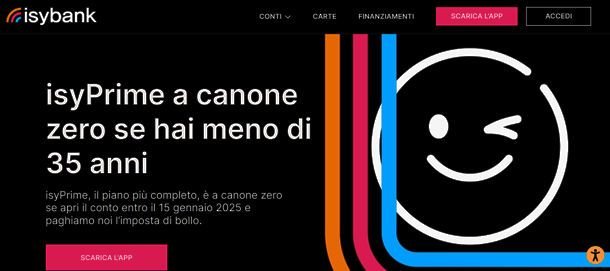 isybank
CONTI
CARTE
FINANZIAMENTI
SCARICA L'APP
ACCEDI
isyPrime a canone
zero se hai meno di
35 anni
isyPrime, il piano più completo, è a canone zero
se apri il conto entro il 15 gennaio 2025 e
paghiamo noi l'imposta di bollo.
SCARICA L'APP